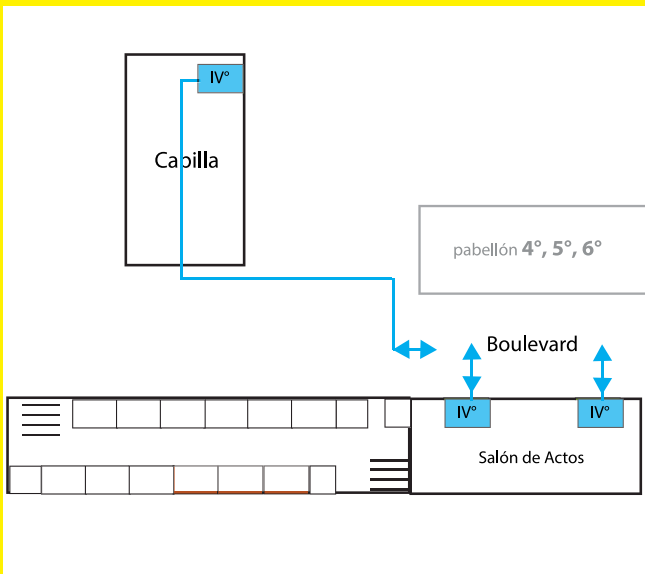 IV°
Capilla
pabellón 4°, 5°, 6°
Boulevard
IV°
IV°
Salón de Actos